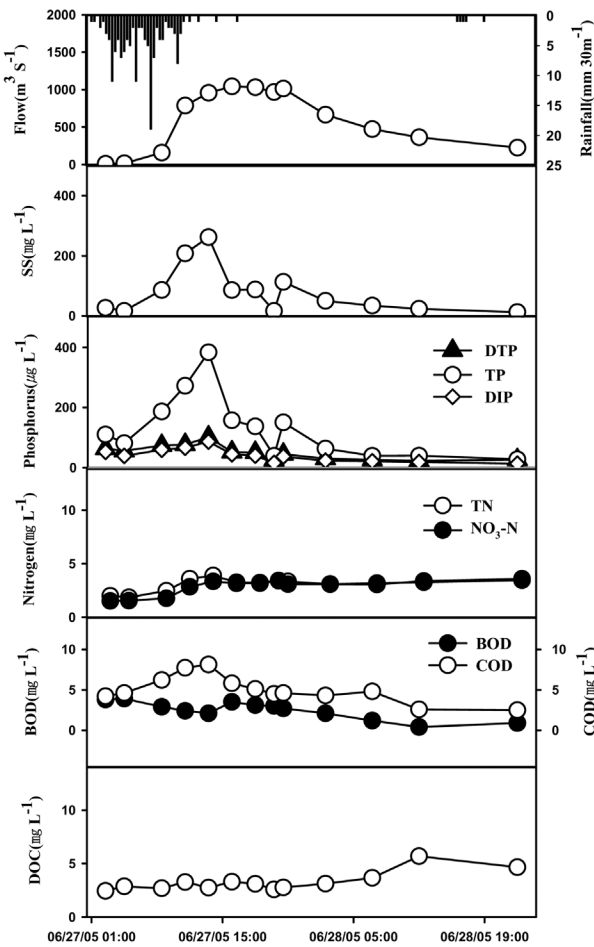 2000
1500
1000
500
0
Flow(m3 S-1)
0
5
10
15
20
25
Rainfall(mm 30m-1)
400
200
0
SS(㎎ L-1)
400
200
0
Phosphorus(㎍ L-1)
DTP
TP
DIP
10
5
0
Nitrogen(㎎ L-1)
TN
NO3-N
10
5
0
BOD(㎎ L-1)
BOD
COD
10
5
0
COD(㎎ L-1)
10
5
0
DOC(㎎ L-1)
06/27/05 01:00 06/27/05 15:00 06/28/05 05:00 06/28/05 19:00